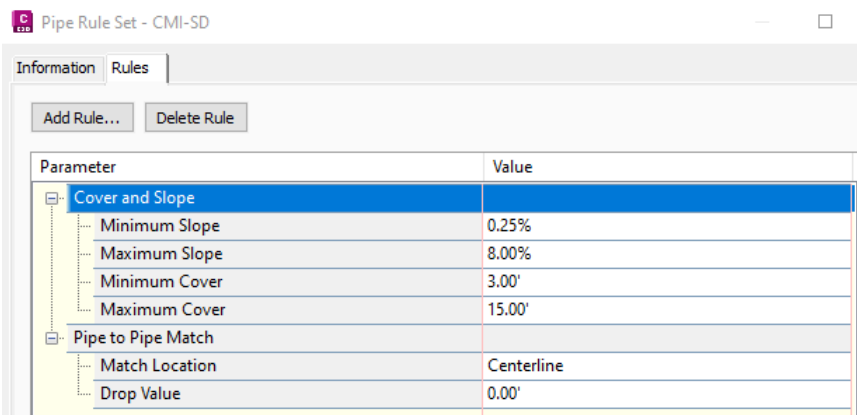 C
C3D
Pipe Rule Set - CMI-SD
Information Rules
Add Rule... Delete Rule
Parameter Value
Cover and Slope
Minimum Slope 0.25%
Maximum Slope 8.00%
Minimum Cover 3.00'
Maximum Cover 15.00'
Pipe to Pipe Match
Match Location Centerline
Drop Value 0.00'